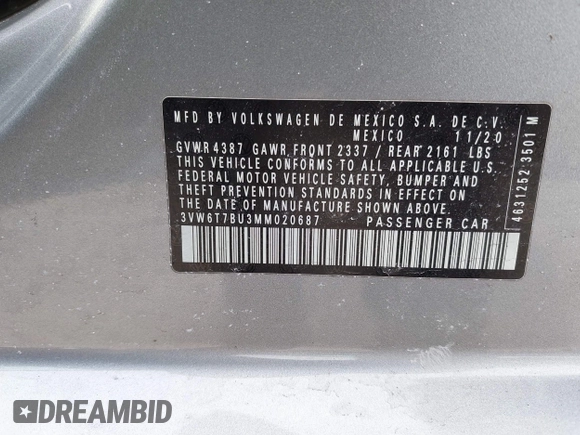 MFD BY VOLKSWAGEN DE MEXICO S.A. DE C.V.
MEXICO 11/20
GVWR 4387 GAWR FRONT 2337 / REAR 2161 LBS
THIS VEHICLE CONFORMS TO ALL APPLICABLE U.S.
FEDERAL MOTOR VEHICLE SAFETY, BUMPER, AND
THEFT PREVENTION STANDARDS IN EFFECT ON THE
DATE OF MANUFACTURE SHOWN ABOVE.
3VW6T7BU3MM020687 PASSENGER CAR
4631252 3501 M
DREAMBID